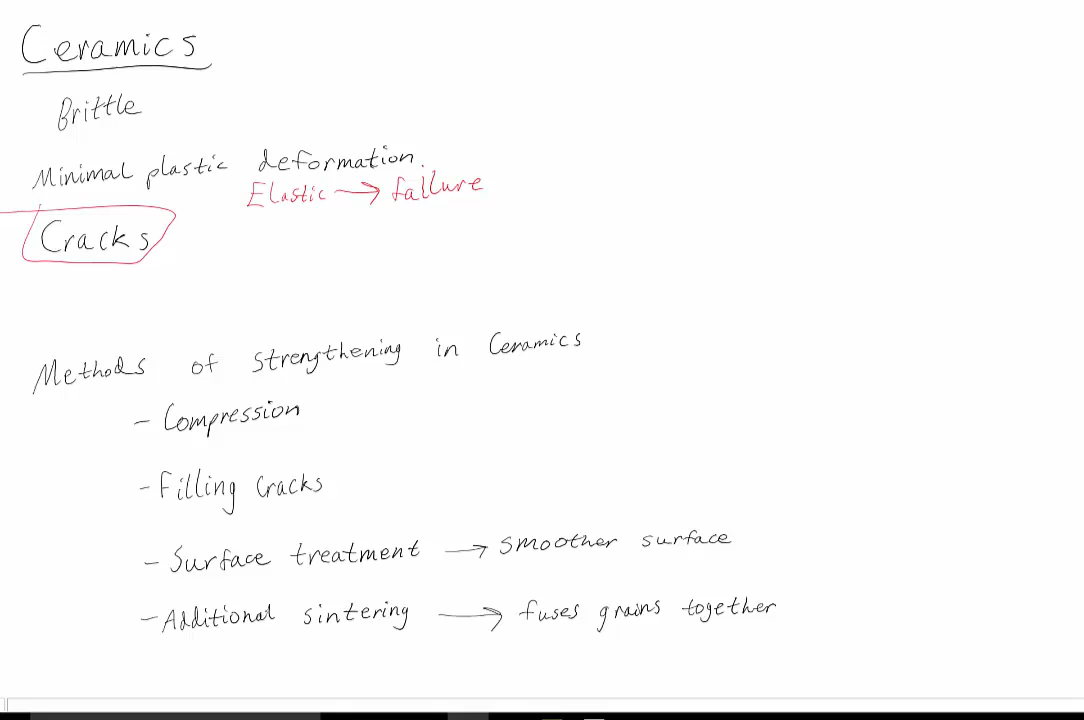 Ceramics
Brittle
Minimal plastic deformation.
Elastic → failure
Cracks
Methods of strengthening in Ceramics
- Compression
- Filling Cracks
- Surface treatment → smoother surface
- Additional sintering → fuses grains together